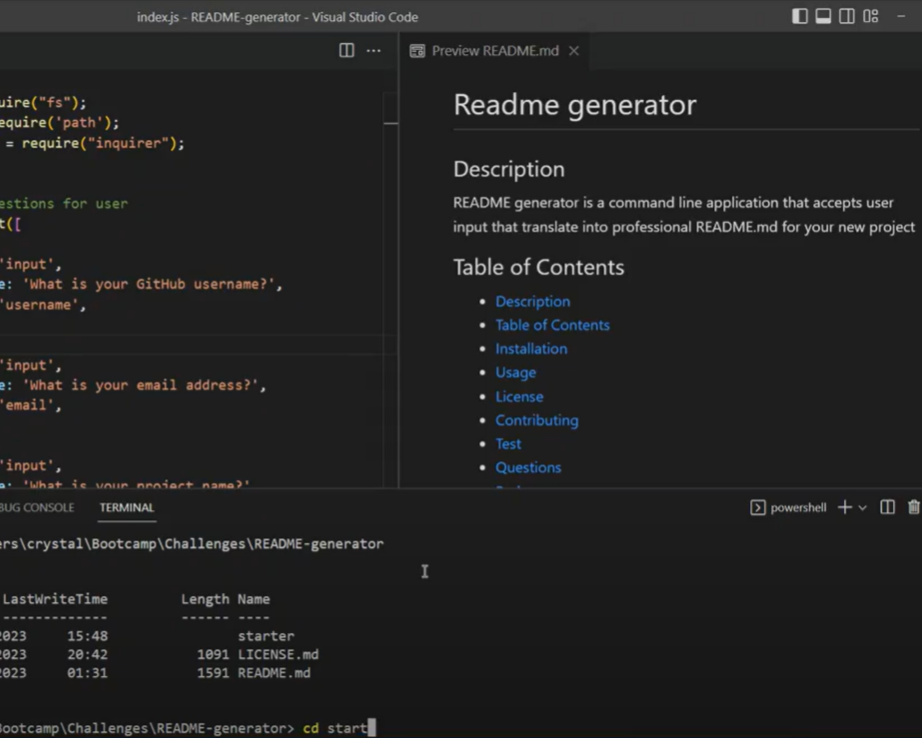 index.js - README-generator - Visual Studio Code
uire("fs");
equire('path');
= require("inquirer");
estions for user
t([
'input',
e: 'What is your GitHub username?',
'username',
'input',
e: 'What is your email address?',
'email',
'input',
e: 'What is your project name?'
Preview README.md
Readme generator
Description
README generator is a command line application that accepts user
input that translate into professional README.md for your new project
Table of Contents
Description
Table of Contents
Installation
Usage
License
Contributing
Test
Questions
BUG CONSOLE
TERMINAL
powershell
ers\crystal\Bootcamp\Challenges\README-generator
LastWriteTime Length Name
------------- ------ ----
2023 15:48 starter
2023 20:42 1091 LICENSE.md
2023 01:31 1591 README.md
Bootcamp\Challenges\README-generator> cd start